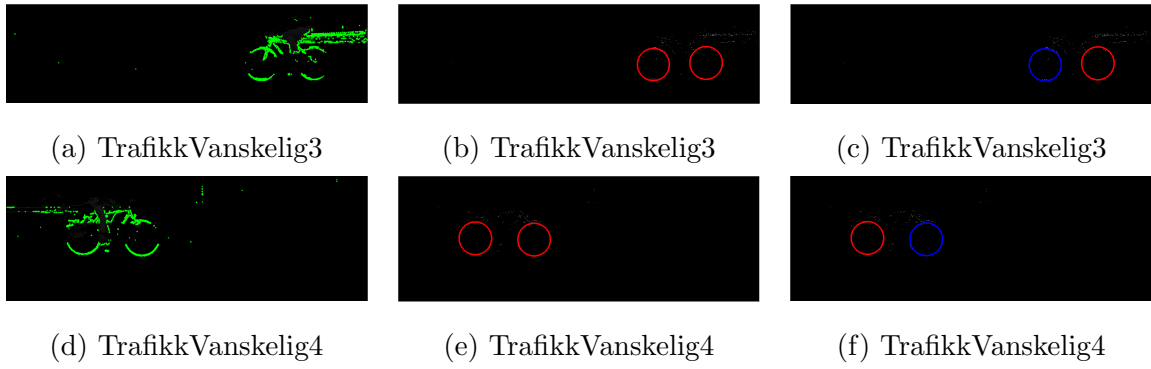 (a) TrafikkVanskelig3
(b) TrafikkVanskelig3
(c) TrafikkVanskelig3
(d) TrafikkVanskelig4
(e) TrafikkVanskelig4
(f) TrafikkVanskelig4